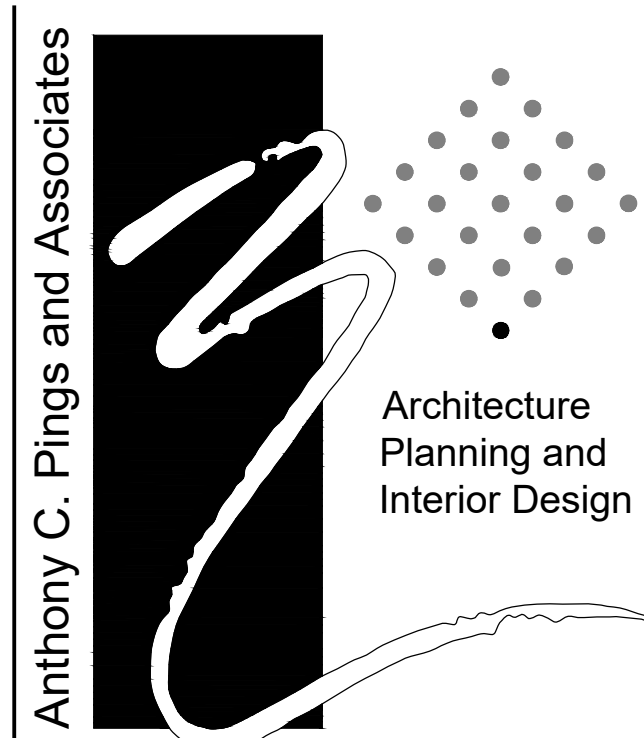 Anthony C. Pings and Associates
Architecture
Planning and
Interior Design